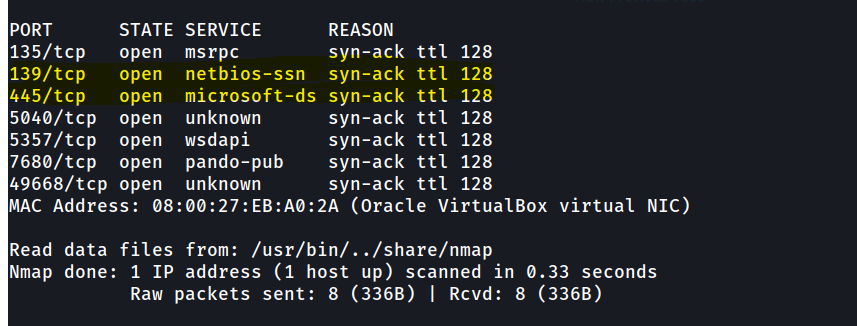 PORT STATE SERVICE REASON
135/tcp open msrpc syn-ack ttl 128
139/tcp open netbios-ssn syn-ack ttl 128
445/tcp open microsoft-ds syn-ack ttl 128
5040/tcp open unknown syn-ack ttl 128
5357/tcp open wsdapi syn-ack ttl 128
7680/tcp open pando-pub syn-ack ttl 128
49668/tcp open unknown syn-ack ttl 128
MAC Address: 08:00:27:EB:A0:2A (Oracle VirtualBox virtual NIC)
Read data files from: /usr/bin/../share/nmap
Nmap done: 1 IP address (1 host up) scanned in 0.33 seconds
Raw packets sent: 8 (336B) | Rcvd: 8 (336B)